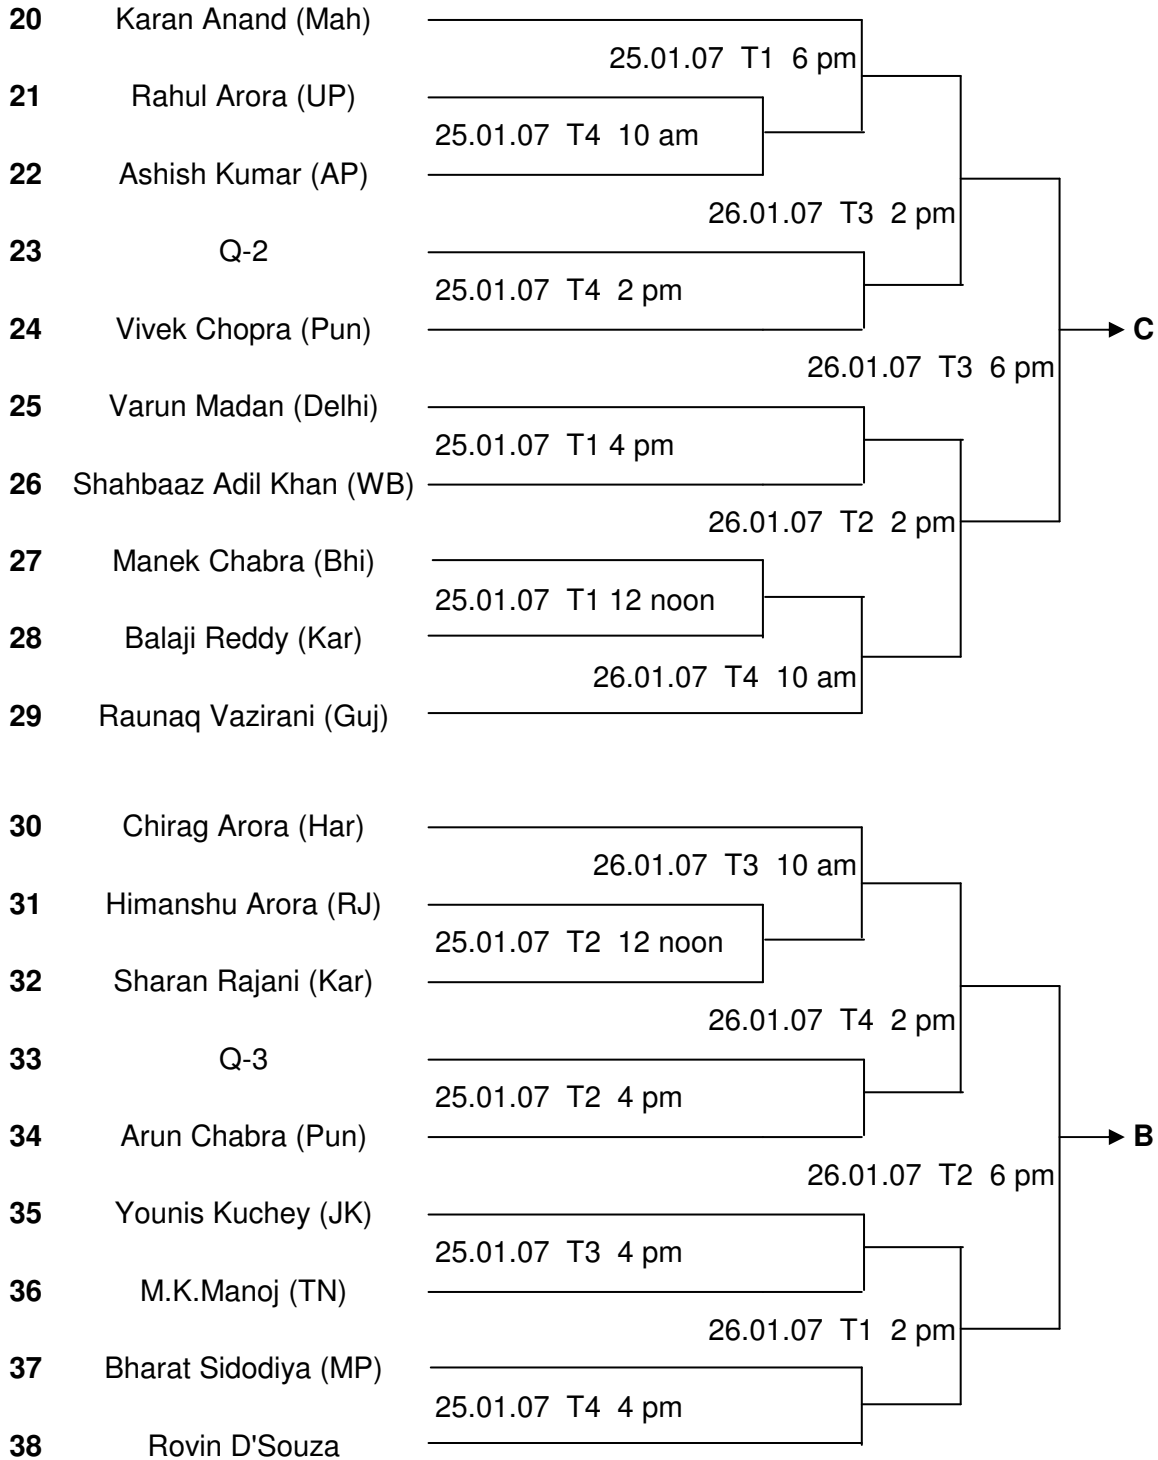 20 Karan Anand (Mah)
25.01.07 T1 6 pm
21 Rahul Arora (UP)
25.01.07 T4 10 am
22 Ashish Kumar (AP)
26.01.07 T3 2 pm
23 Q-2
25.01.07 T4 2 pm
24 Vivek Chopra (Pun)
C
26.01.07 T3 6 pm
25 Varun Madan (Delhi)
25.01.07 T1 4 pm
26 Shahbaaz Adil Khan (WB)
26.01.07 T2 2 pm
27 Manek Chabra (Bhi)
25.01.07 T1 12 noon
28 Balaji Reddy (Kar)
26.01.07 T4 10 am
29 Raunaq Vazirani (Guj)
30 Chirag Arora (Har)
26.01.07 T3 10 am
31 Himanshu Arora (RJ)
25.01.07 T2 12 noon
32 Sharan Rajani (Kar)
26.01.07 T4 2 pm
33 Q-3
25.01.07 T2 4 pm
34 Arun Chabra (Pun)
B
26.01.07 T2 6 pm
35 Younis Kuchey (JK)
25.01.07 T3 4 pm
36 M.K.Manoj (TN)
26.01.07 T1 2 pm
37 Bharat Sidodiya (MP)
25.01.07 T4 4 pm
38 Rovin D'Souza